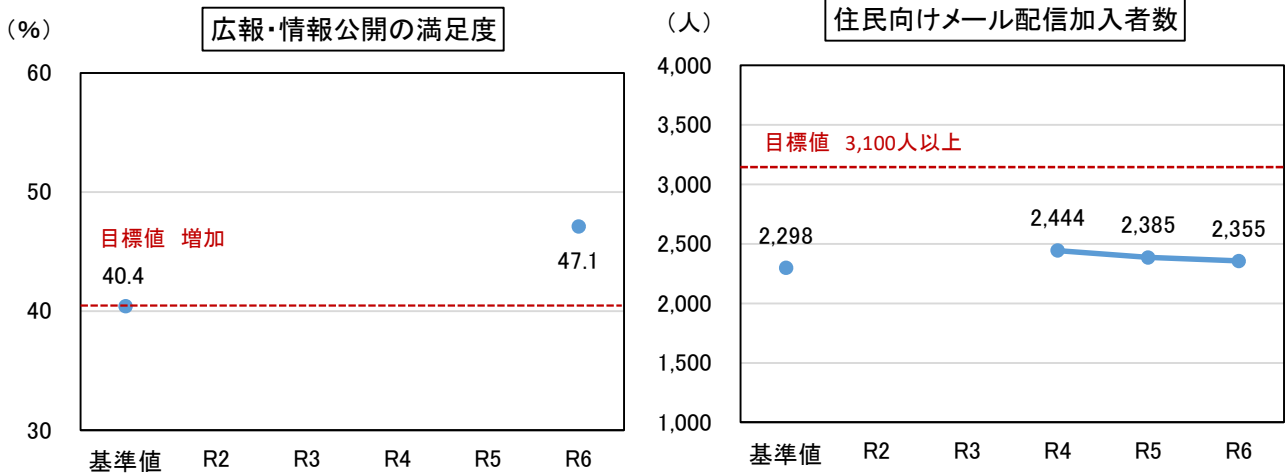 広報・情報公開の満足度
（％）
60
50
40
30
目標値 増加
40.4
47.1
基準値 R2 R3 R4 R5 R6
住民向けメール配信加入者数
（人）
4,000
3,500
3,000
2,500
2,000
1,500
1,000
目標値 3,100人以上
2,298
2,444
2,385
2,355
基準値 R2 R3 R4 R5 R6